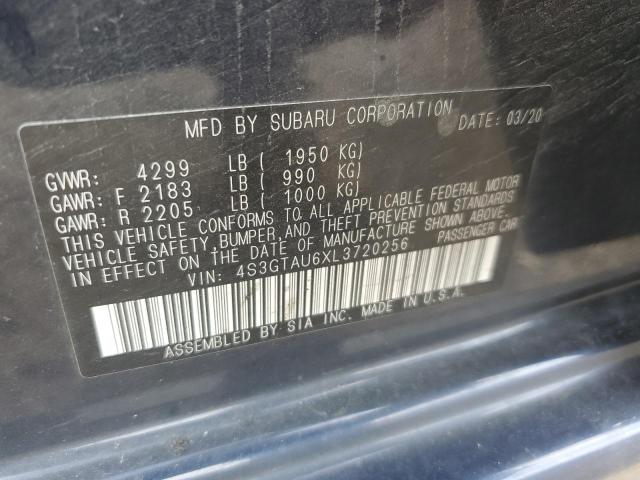 MFD BY SUBARU CORPORATION DATE: 03/20
GVWR: 4299 LB ( 1950 KG)
GAWR: F 2183 LB ( 990 KG)
GAWR: R 2205 LB ( 1000 KG)
THIS VEHICLE CONFORMS TO ALL APPLICABLE FEDERAL MOTOR
VEHICLE SAFETY, BUMPER, AND THEFT PREVENTION STANDARDS
IN EFFECT ON THE DATE OF MANUFACTURE SHOWN ABOVE.
VIN: 4S3GTAU6XL3720256 PASSENGER CAR
ASSEMBLED BY SIA INC. MADE IN U.S.A.